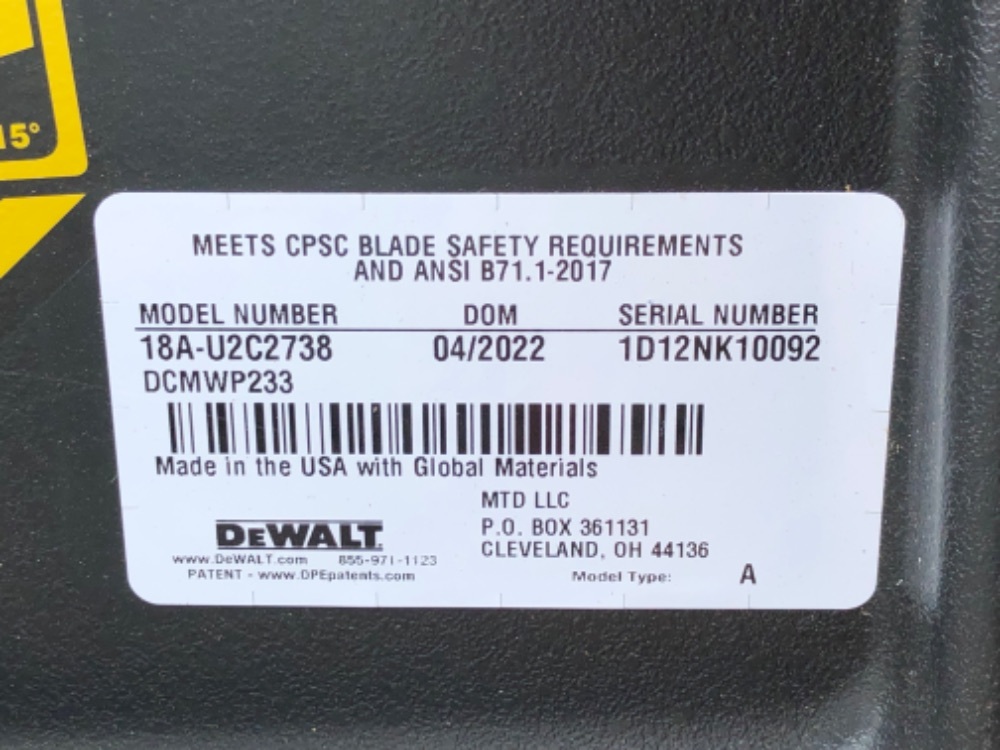 15°
MEETS CPSC BLADE SAFETY REQUIREMENTS
AND ANSI B71.1-2017
MODEL NUMBER DOM SERIAL NUMBER
18A-U2C2738 04/2022 1D12NK10092
DCMWP233
Made in the USA with Global Materials
MTD LLC
P.O. BOX 361131
CLEVELAND, OH 44136
DEWALT
www.DeWALT.com 855-971-1123
PATENT - www.OPEpatents.com
Model Type: A